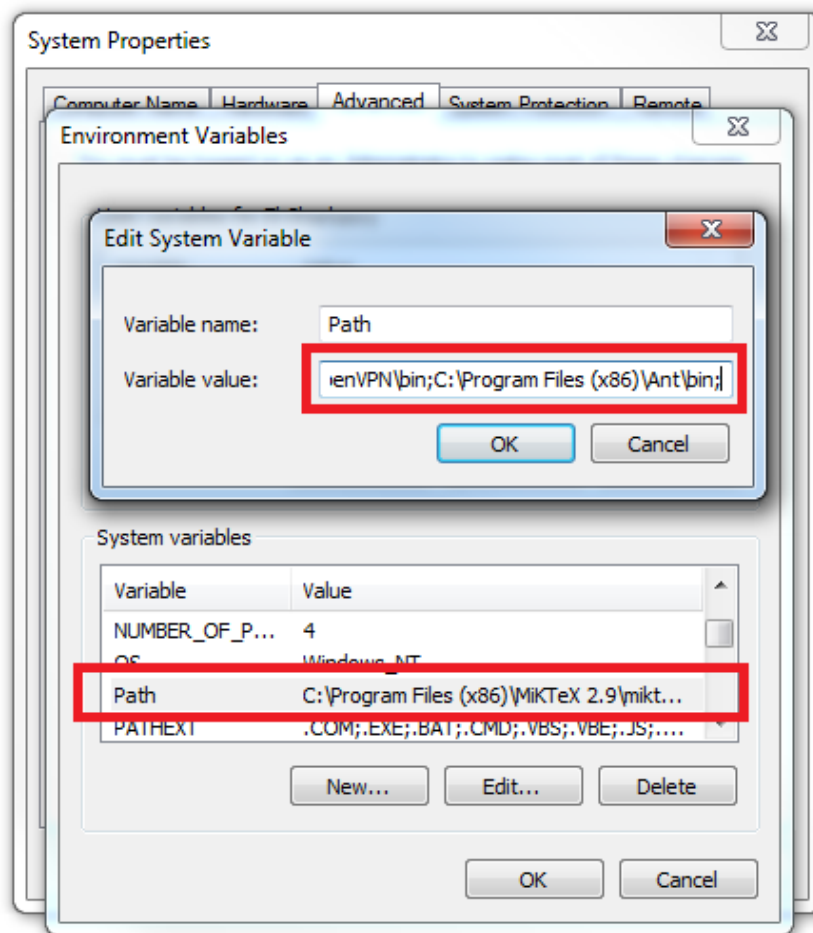 System Properties
Computer Name Hardware Advanced System Protection Remote
Environment Variables
Edit System Variable
Variable name: Path
Variable value: enVPN\bin;C:\Program Files (x86)\Ant\bin;
OK Cancel
System variables
Variable Value
NUMBER_OF_P... 4
OS Windows_NT
Path C:\Program Files (x86)\MiKTeX 2.9\mikt...
PATHEXT .COM;.EXE;.BAT;.CMD;.VBS;.VBE;.JS;....
New... Edit... Delete
OK Cancel